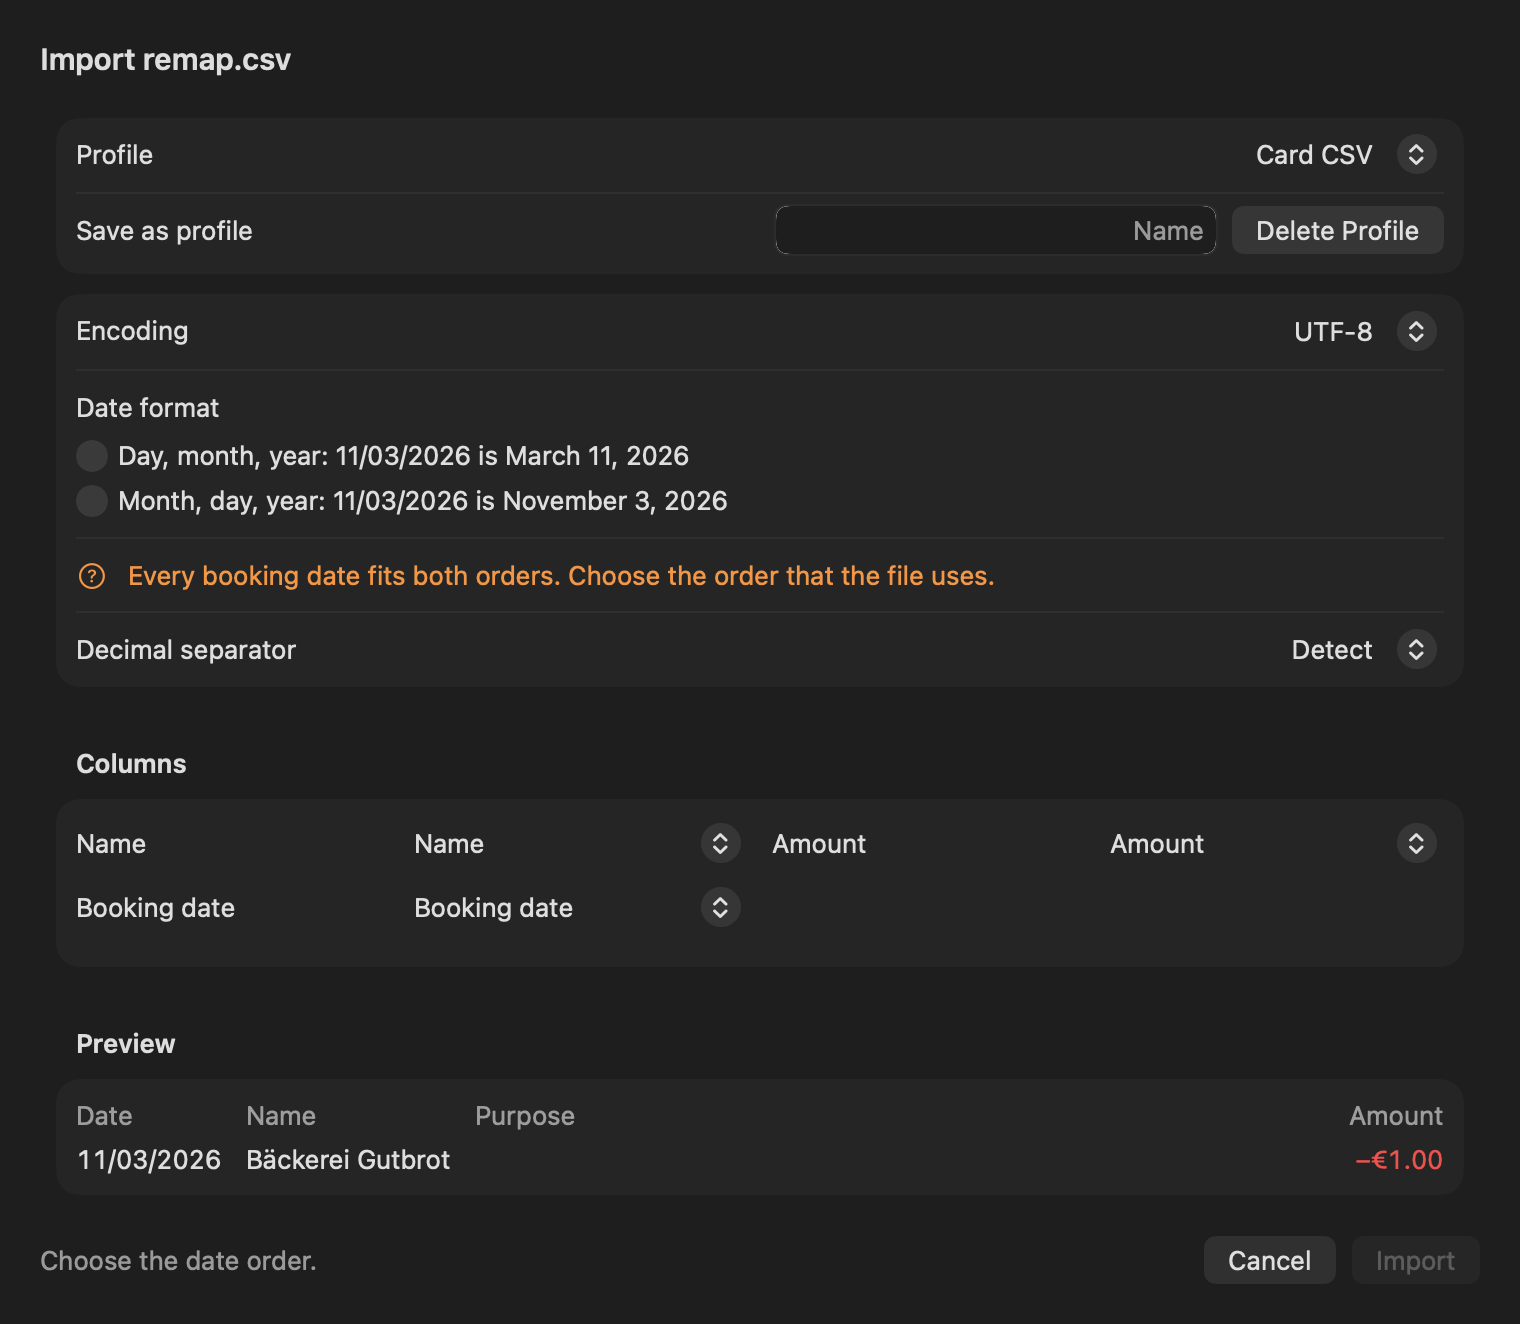 Import remap.csv
Profile Card CSV
Save as profile Name Delete Profile
Encoding UTF-8
Date format
Day, month, year: 11/03/2026 is March 11, 2026
Month, day, year: 11/03/2026 is November 3, 2026
? Every booking date fits both orders. Choose the order that the file uses.
Decimal separator Detect
Columns
Name Name Amount Amount
Booking date Booking date
Preview
Date Name Purpose Amount
11/03/2026 Bäckerei Gutbrot –€1.00
Choose the date order. Cancel Import